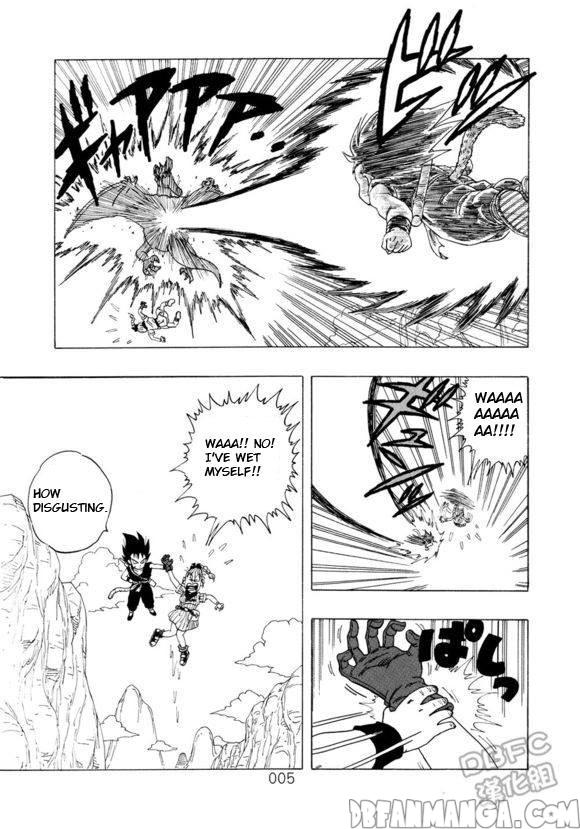 ビュッ
ギャアアア..
WAAAA
AAAAA
AA!!!!
ぱしっ
WAAA!! NO!
I'VE WET
MYSELF!!
HOW
DISGUSTING.
005
DBFC
漢化組
DBFANMANGA.COM